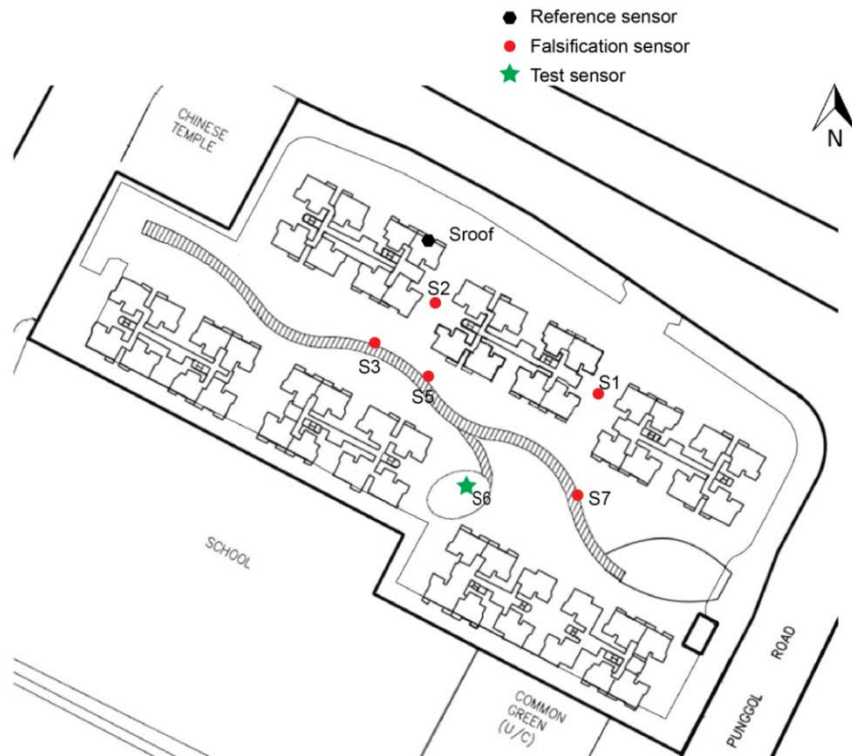 Reference sensor
Falsification sensor
Test sensor
N
CHINESE
TEMPLE
Sroof
S2
S3
S5
S1
S6
S7
SCHOOL
COMMON
GREEN
(U/C)
PUNGGOL ROAD